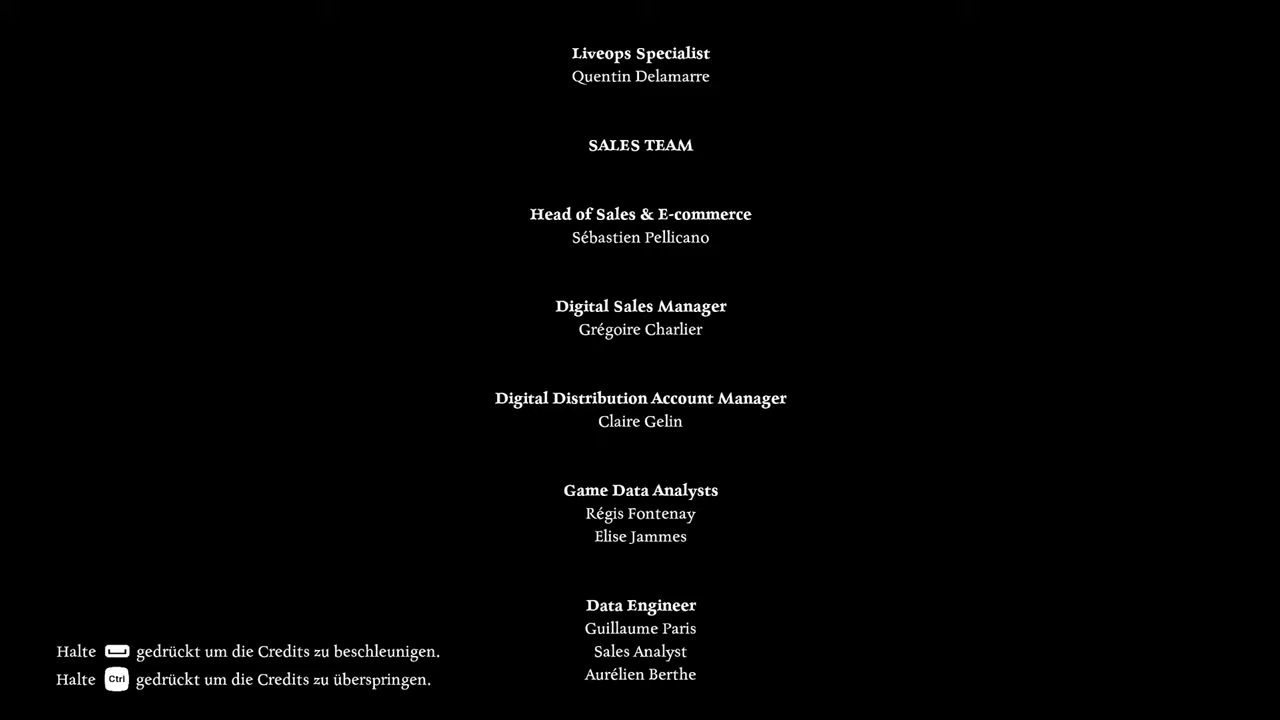 Liveops Specialist
Quentin Delamarre
SALES TEAM
Head of Sales & E-commerce
Sébastien Pellicano
Digital Sales Manager
Grégoire Charlier
Digital Distribution Account Manager
Claire Gelin
Game Data Analysts
Régis Fontenay
Elise Jammes
Data Engineer
Guillaume Paris
Sales Analyst
Aurélien Berthe
Halte gedrückt um die Credits zu beschleunigen.
Halte Ctrl gedrückt um die Credits zu überspringen.